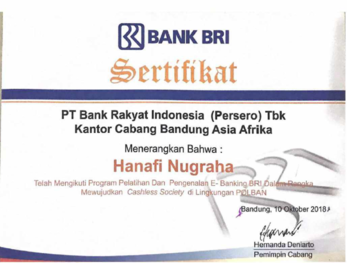 BANK BRI
Sertifikat
PT Bank Rakyat Indonesia (Persero) Tbk
Kantor Cabang Bandung Asia Afrika
Menerangkan Bahwa :
Hanafi Nugraha
Telah Mengikuti Program Pelatihan Dan Pengenalan E- Banking BRI Dalam Rangka
Mewujudkan Cashless Society di Lingkungan POLBAN
Bandung, 10 Oktober 2018
Hernanda Deniarto
Pemimpin Cabang